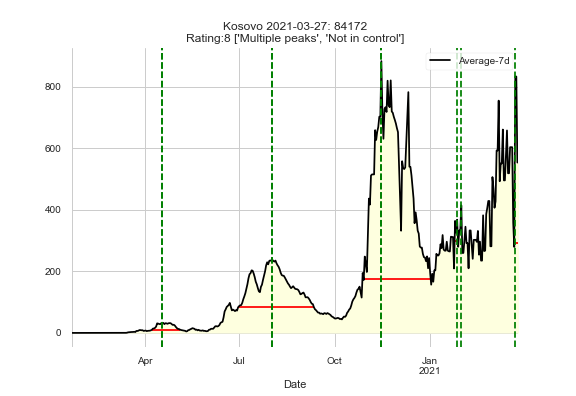 Kosovo 2021-03-27: 84172
Rating:8 ['Multiple peaks', 'Not in control']
Average-7d
800
600
400
200
0
Apr
Jul
Oct
Jan
2021
Date